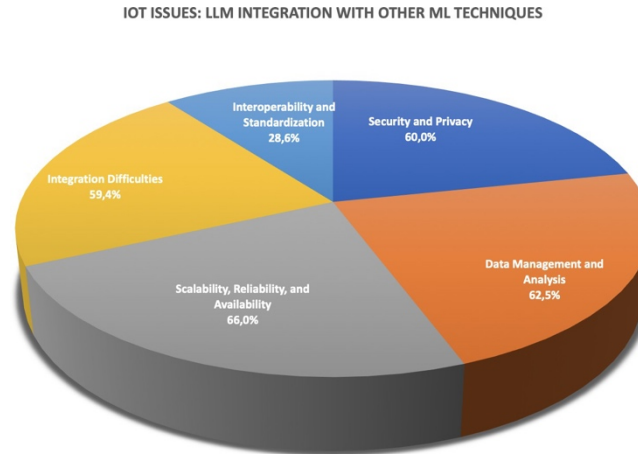 IOT ISSUES: LLM INTEGRATION WITH OTHER ML TECHNIQUES
Interoperability and
Standardization
28,6%
Security and Privacy
60,0%
Integration Difficulties
59,4%
Data Management and
Analysis
62,5%
Scalability, Reliability, and
Availability
66,0%